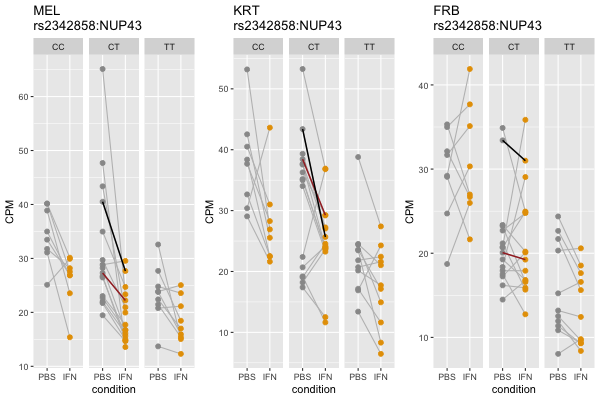 MEL
rs2342858:NUP43
CC CT TT
CPM
60
50
40
30
20
10
PBS IFN PBS IFN PBS IFN
condition
KRT
rs2342858:NUP43
CC CT TT
CPM
50
40
30
20
10
PBS IFN PBS IFN PBS IFN
condition
FRB
rs2342858:NUP43
CC CT TT
CPM
40
30
20
10
PBS IFN PBS IFN PBS IFN
condition